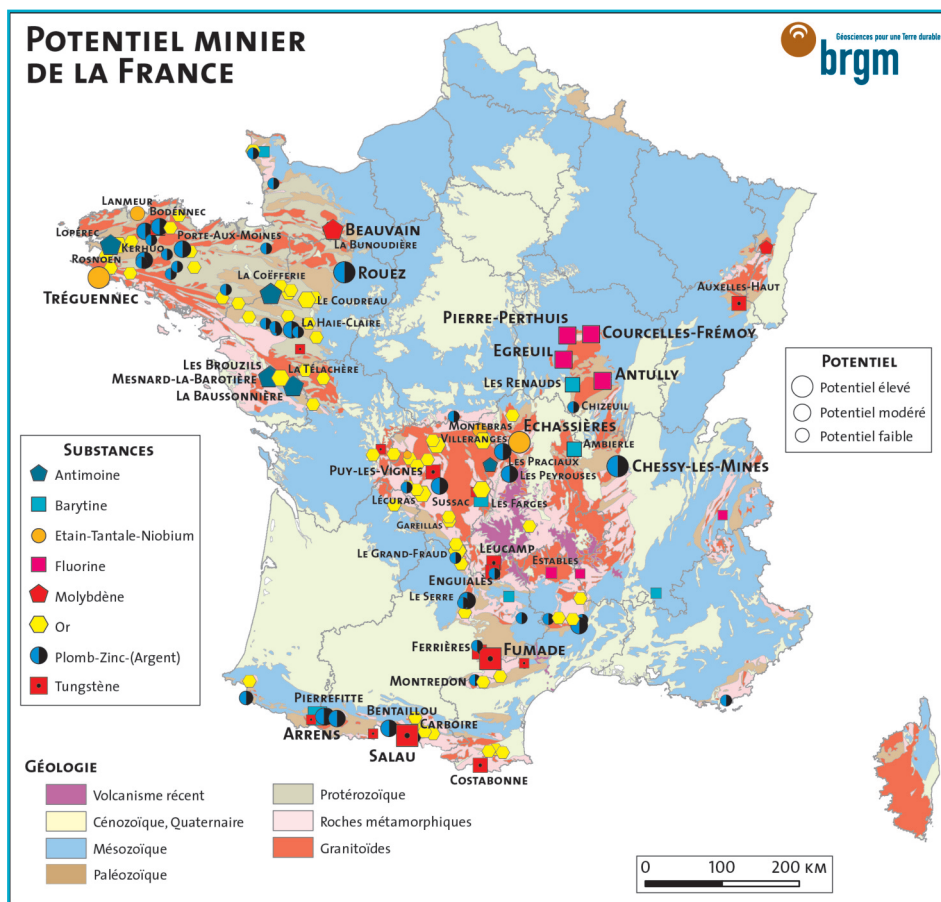 POTENTIEL MINIER
DE LA FRANCE
Géosciences pour une Terre durable
brgm
LANMEUR
BODENNEC
LOPÉREC
PORTE-AUX-MOINES
KERHUO
ROSNOEN
TRÉGUENNEC
BEAUVAIN
LA BUNOUDIÈRE
ROUEZ
LA COËFFERIE
LE COUDREAU
LA HAIE-CLAIRE
AUXELLES-HAUT
PIERRE-PERTHUIS
COURCELLES-FRÉMOY
EGREUIL
ANTULLY
LES RENAUDS
CHIZEUIL
LES BROUZILS
LA TÉLACHÈRE
MESNARD-LA-BAROTIÈRE
LA BAUSSONNIÈRE
POTENTIEL
Potentiel élevé
Potentiel modéré
Potentiel faible
MONTEBRAS
ECHASSIÈRES
VILLERANGES
AMBIERLE
LES PRACIAUX
CHESSY-LES-MINES
PUY-LES-VIGNES
LES PEYROUSES
LÉCURAS
SUSSAC
LES FARGES
GAREILLAS
LE GRAND-FRAUD
LEUCAMP
ESTABLES
ENGUIALÈS
LE SERRE
FERRIÈRES
FUMADE
MONTREDON
PIERREFITTE
BENTAILLOU
CARBOIRE
ARRENS
SALAU
COSTABONNE
SUBSTANCES
Antimoine
Barytine
Etain-Tantale-Niobium
Fluorine
Molybdène
Or
Plomb-Zinc-(Argent)
Tungstène
GÉOLOGIE
Volcanisme récent
Cénozoïque, Quaternaire
Mésozoïque
Paléozoïque
Protérozoïque
Roches métamorphiques
Granitoïdes
0 100 200 KM